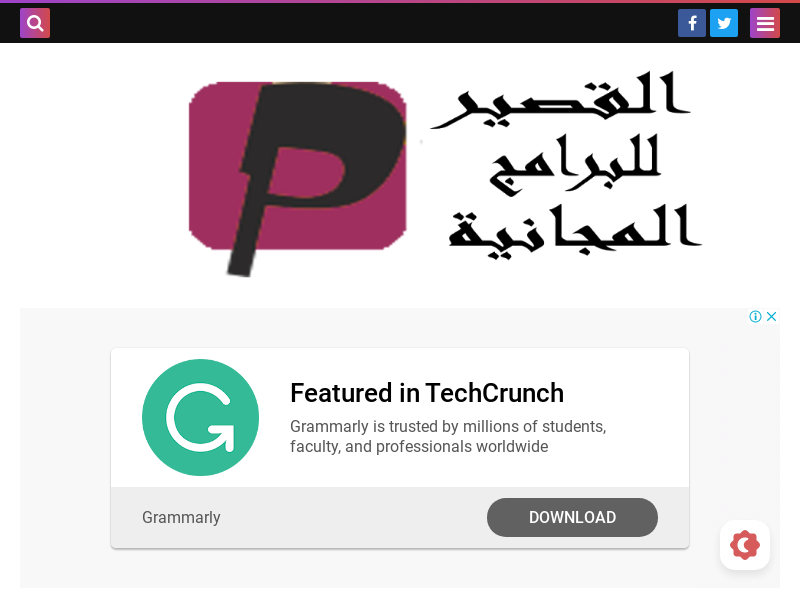 القصير
للبرامج
المجانية
Featured in TechCrunch
Grammarly is trusted by millions of students,
faculty, and professionals worldwide
Grammarly
DOWNLOAD